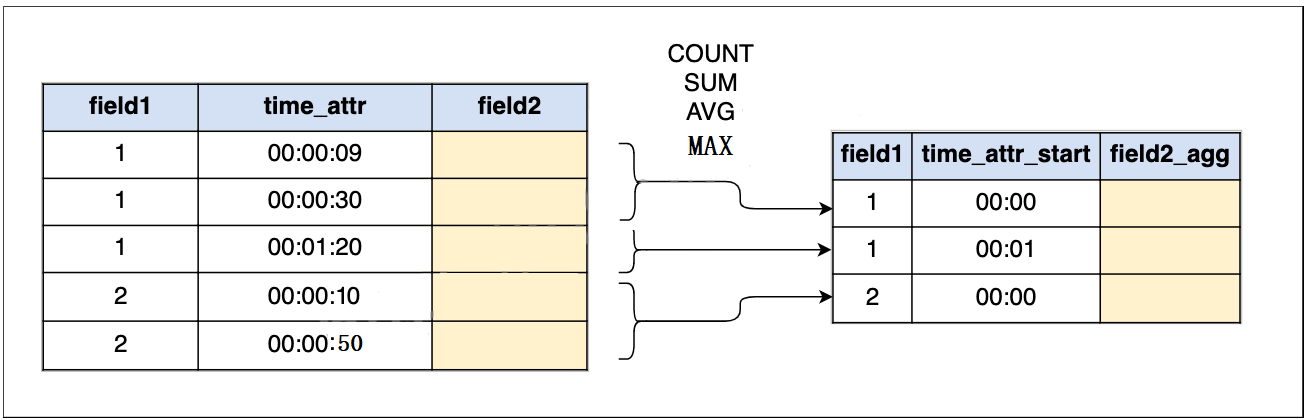 COUNT
SUM
AVG
MAX
field1 time_attr field2
1 00:00:09
1 00:00:30
1 00:01:20
2 00:00:10
2 00:00:50
field1 time_attr_start field2_agg
1 00:00
1 00:01
2 00:00